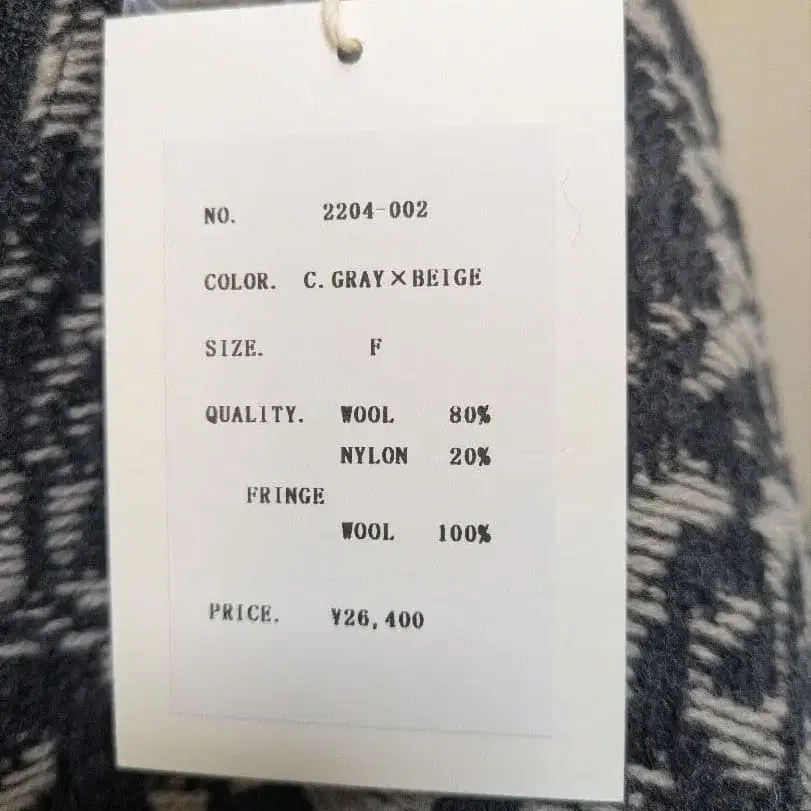 NO. 2204-002
COLOR. C.GRAY×BEIGE
SIZE. F
QUALITY. WOOL 80%
NYLON 20%
FRINGE
WOOL 100%
PRICE. ¥26,400